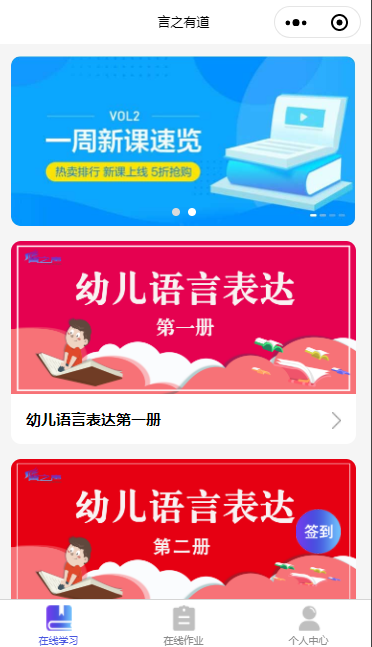 言之有道
VOL2
一周新课速览
热卖排行 新课上线 5折抢购
幼儿语言表达
第一册
幼儿语言表达第一册
幼儿语言表达
签到
第二册
在线学习
在线作业
个人中心